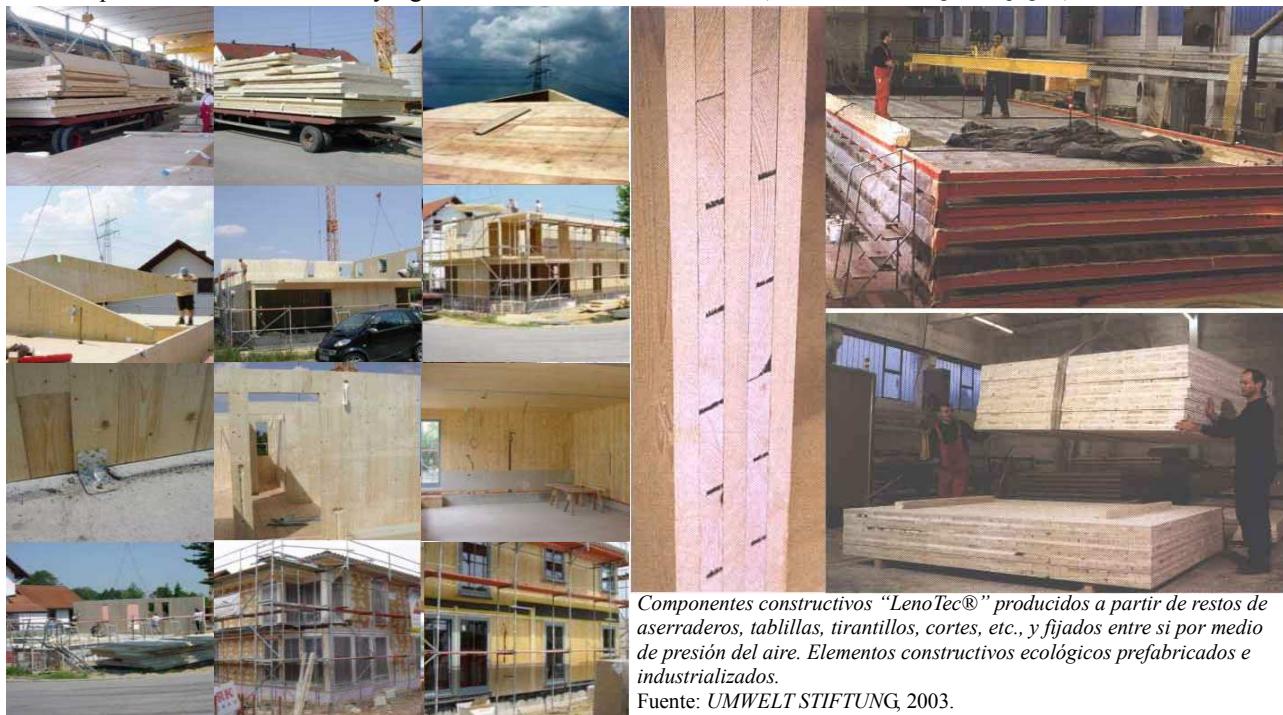 Componentes constructivos “LenoTec®” producidos a partir de restos de
aserraderos, tablillas, tirantillos, cortes, etc., y fijados entre si por medio
de presión del aire. Elementos constructivos ecológicos prefabricados e
industrializados.
Fuente: UMWELT STIFTUNG, 2003.